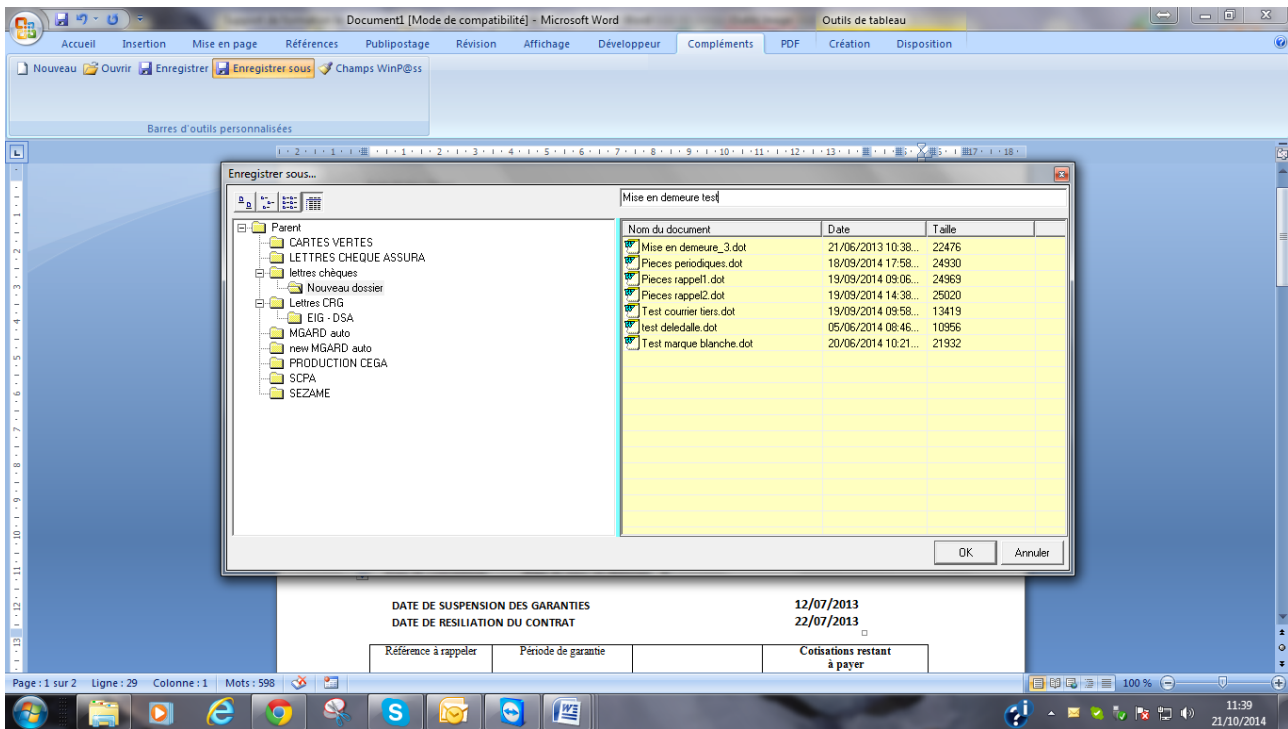 Document1 [Mode de compatibilité] - Microsoft Word
Outils de tableau
Accueil Insertion Mise en page Références Publipostage Révision Affichage Développeur Compléments PDF Création Disposition
Nouveau Ouvrir Enregistrer Enregistrer sous Champs WinP@ss
Barres d'outils personnalisées
Enregistrer sous...
Mise en demeure test
Parent
CARTES VERTES
LETTRES CHEQUE ASSURA
lettres chèques
Nouveau dossier
Lettres CRG
EIG - DSA
MGARD auto
new MGARD auto
PRODUCTION CEGA
SCPA
SEZAME
Nom du document Date Taille
Mise en demeure_3.dot 21/06/2013 10:38... 22476
Pieces periodiques.dot 18/09/2014 17:58... 24930
Pieces rappel1.dot 19/09/2014 09:06... 24969
Pieces rappel2.dot 19/09/2014 14:38... 25020
Test courrier tiers.dot 19/09/2014 09:58... 13419
test deledalle.dot 05/06/2014 08:46... 10956
Test marque blanche.dot 20/06/2014 10:21... 21932
OK Annuler
DATE DE SUSPENSION DES GARANTIES 12/07/2013
DATE DE RESILIATION DU CONTRAT 22/07/2013
Référence à rappeler Période de garantie Cotisations restant
à payer
Page : 1 sur 2 Ligne : 29 Colonne : 1 Mots : 598 100 %
11:39
21/10/2014